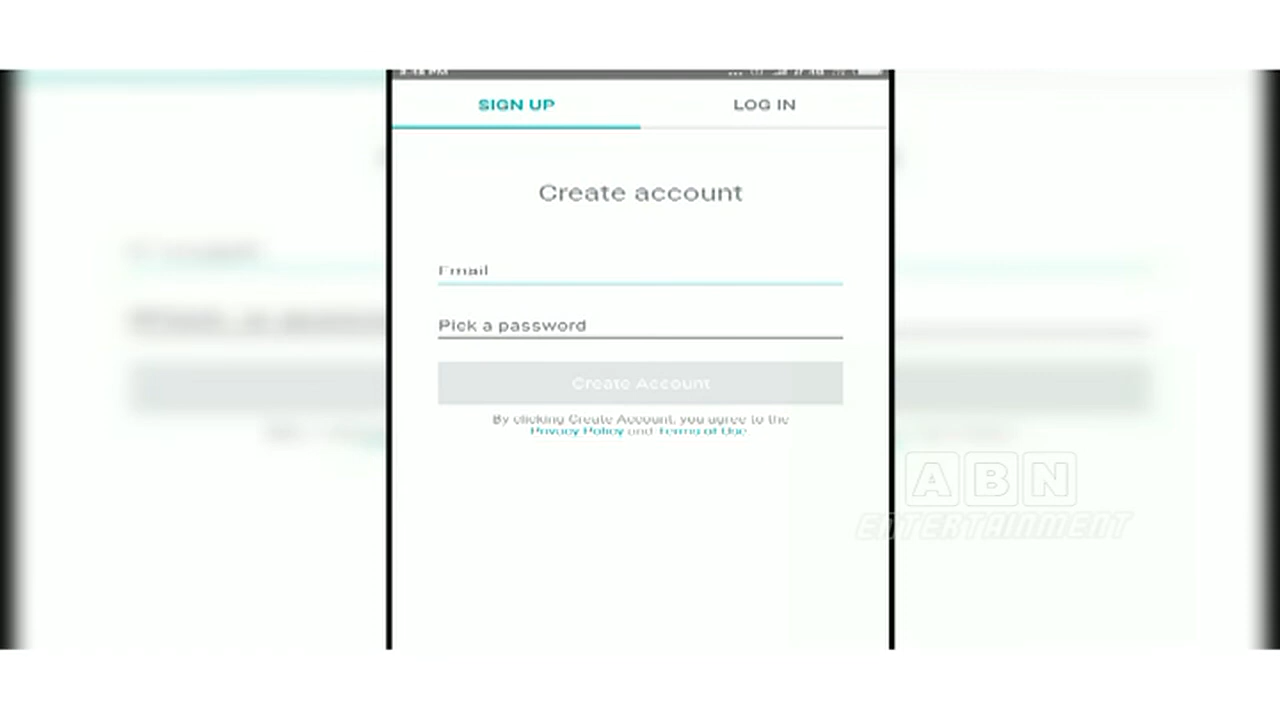 SIGN UP
LOG IN
Create account
Email
Pick a password
Create Account
By clicking Create Account, you agree to the
Privacy Policy and Terms of Use
ABN
ENTERTAINMENT